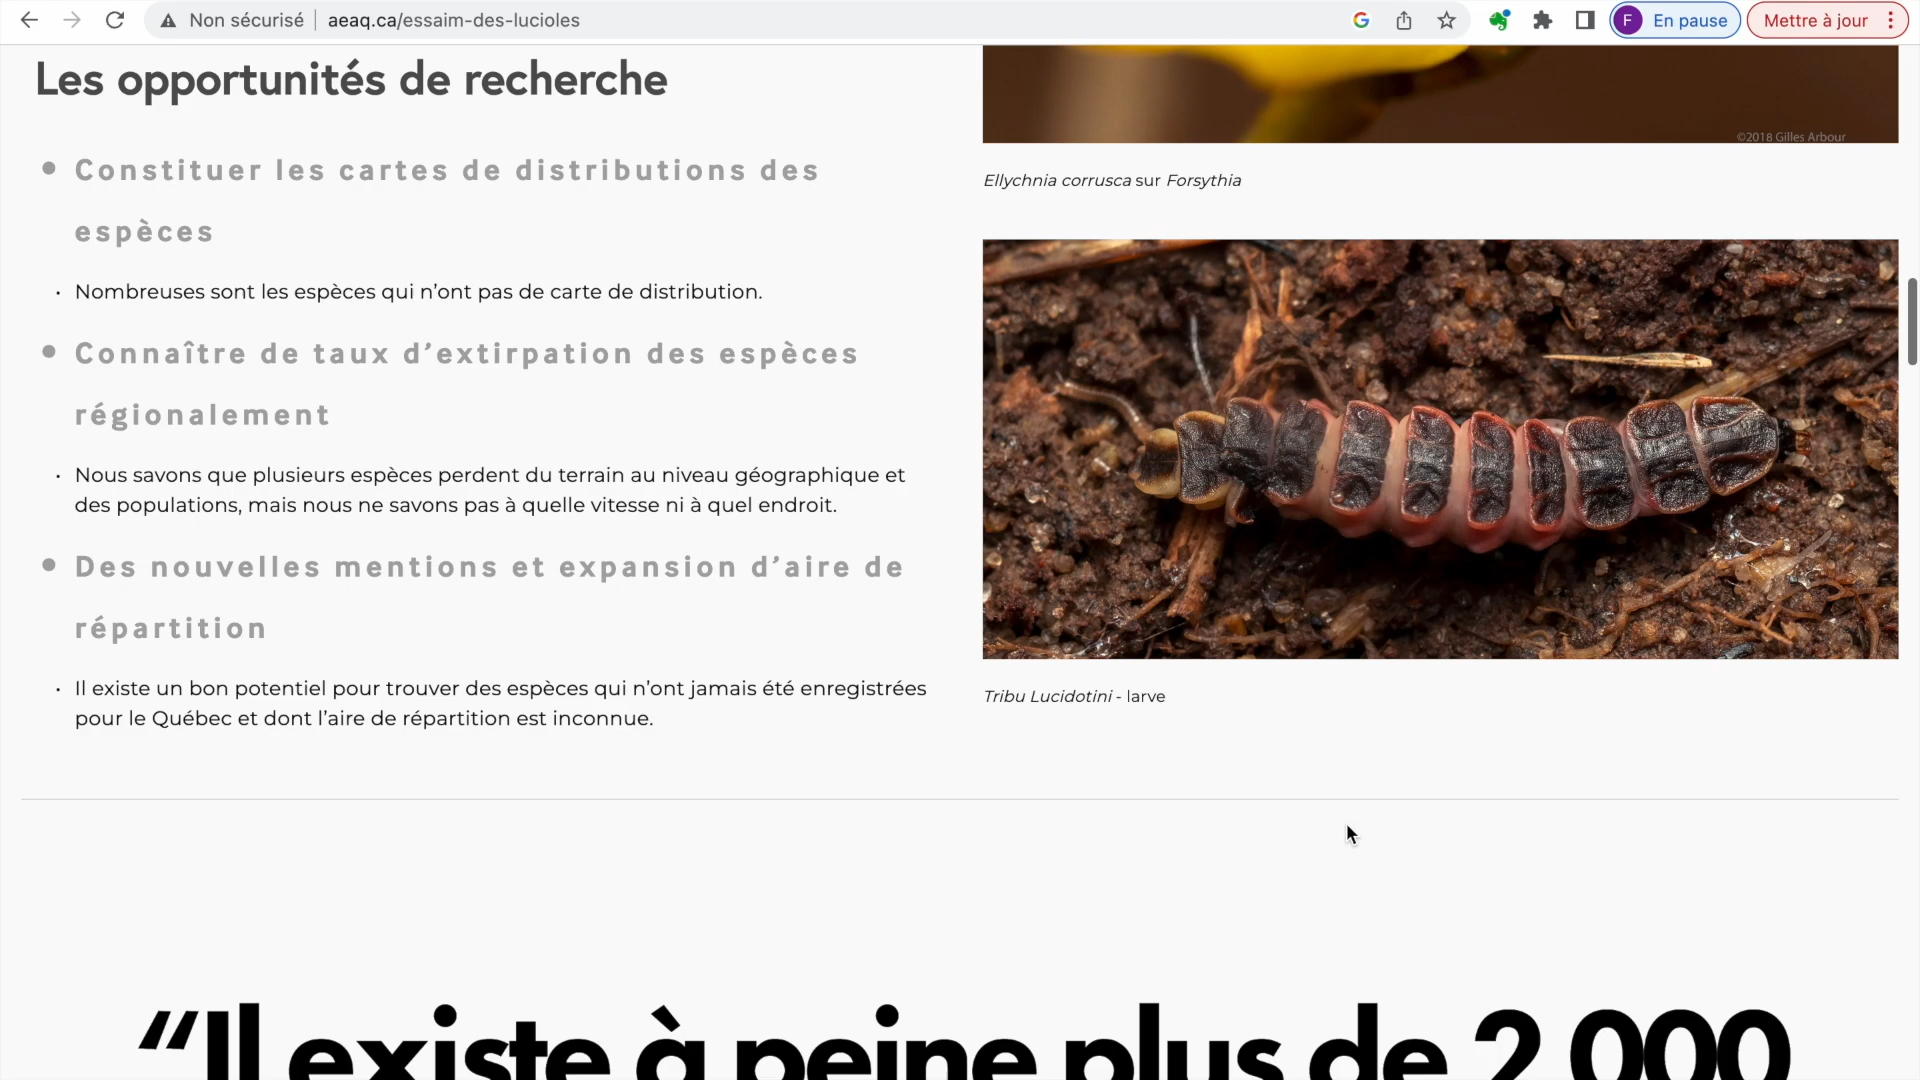 Non sécurisé aeaq.ca/essaim-des-lucioles
F En pause Mettre à jour
Les opportunités de recherche
• Constituer les cartes de distributions des
espèces
· Nombreuses sont les espèces qui n’ont pas de carte de distribution.
• Connaître de taux d’extirpation des espèces
régionalement
· Nous savons que plusieurs espèces perdent du terrain au niveau géographique et
des populations, mais nous ne savons pas à quelle vitesse ni à quel endroit.
• Des nouvelles mentions et expansion d’aire de
répartition
· Il existe un bon potentiel pour trouver des espèces qui n’ont jamais été enregistrées
pour le Québec et dont l’aire de répartition est inconnue.
©2018 Gilles Arbour
Ellychnia corrusca sur Forsythia
Tribu Lucidotini - larve
“Il existe à peine plus de 2 000